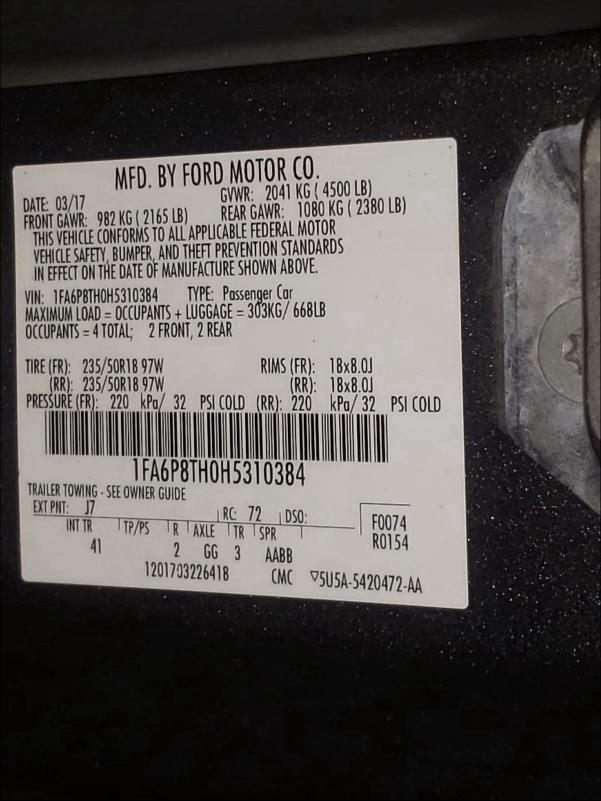 MFD. BY FORD MOTOR CO.
DATE: 03/17 GVWR: 2041 KG ( 4500 LB)
FRONT GAWR: 982 KG ( 2165 LB) REAR GAWR: 1080 KG ( 2380 LB)
THIS VEHICLE CONFORMS TO ALL APPLICABLE FEDERAL MOTOR
VEHICLE SAFETY, BUMPER, AND THEFT PREVENTION STANDARDS
IN EFFECT ON THE DATE OF MANUFACTURE SHOWN ABOVE.
VIN: 1FA6P8TH0H5310384 TYPE: Passenger Car
MAXIMUM LOAD = OCCUPANTS + LUGGAGE = 303KG/ 668LB
OCCUPANTS = 4 TOTAL; 2 FRONT, 2 REAR
TIRE (FR): 235/50R18 97W RIMS (FR): 18x8.0J
(RR): 235/50R18 97W (RR): 18x8.0J
PRESSURE (FR): 220 kPa/ 32 PSI COLD (RR): 220 kPa/ 32 PSI COLD
1FA6P8TH0H5310384
TRAILER TOWING - SEE OWNER GUIDE
EXT PNT: J7 RC: 72 DSO: F0074
INT TR TP/PS R AXLE TR SPR R0154
41 2 GG 3 AABB
12017032264​18 CMC ▽5U5A-5420472-AA